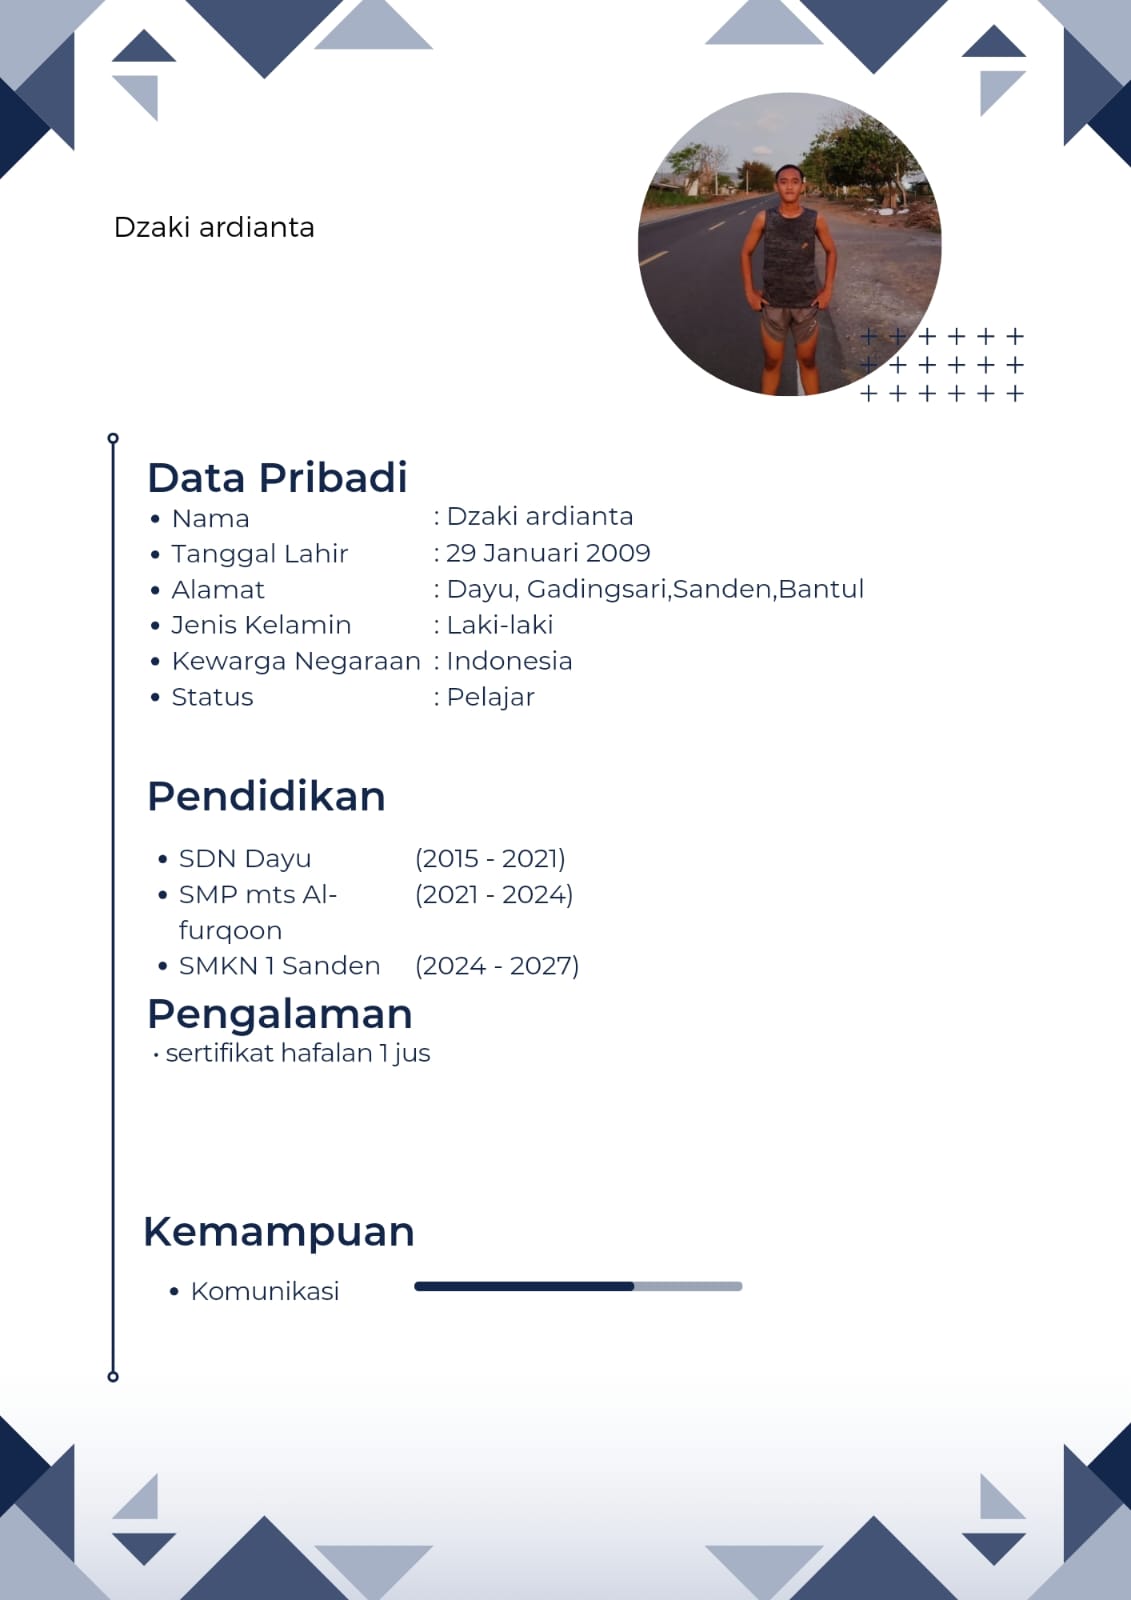 Dzaki ardianta
Data Pribadi
• Nama : Dzaki ardianta
• Tanggal Lahir : 29 Januari 2009
• Alamat : Dayu, Gadingsari,Sanden,Bantul
• Jenis Kelamin : Laki-laki
• Kewarga Negaraan : Indonesia
• Status : Pelajar
Pendidikan
• SDN Dayu (2015 - 2021)
• SMP mts Al- (2021 - 2024)
furqoon
• SMKN 1 Sanden (2024 - 2027)
Pengalaman
• sertifikat hafalan 1 jus
Kemampuan
• Komunikasi